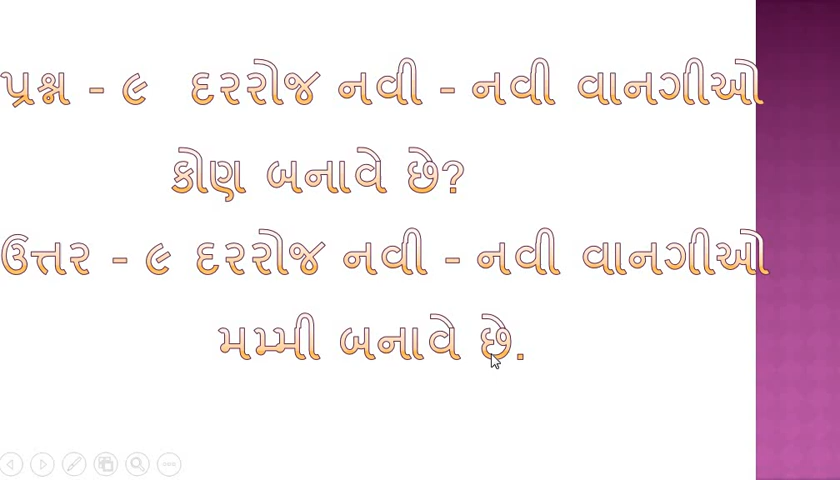 પ્રશ્ન - ૯ દરરોજ નવી - નવી વાનગીઓ
કોણ બનાવે છે?
ઉત્તર - ૯ દરરોજ નવી - નવી વાનગીઓ
મમ્મી બનાવે છે.